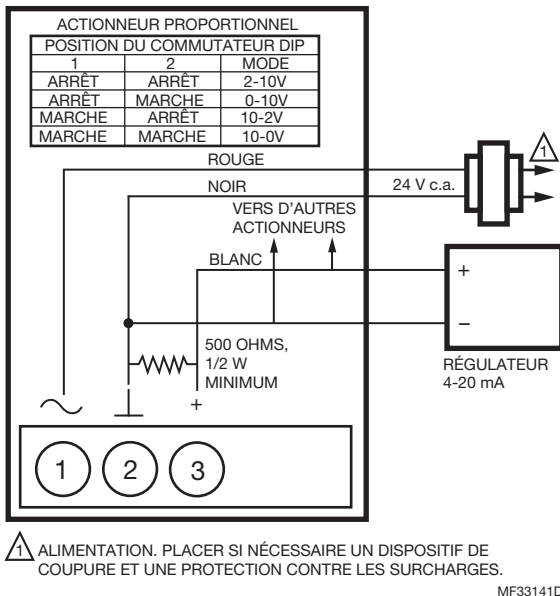 ACTIONNEUR PROPORTIONNEL
POSITION DU COMMUTATEUR DIP
1 2 MODE
ARRÊT ARRÊT 2-10V
ARRÊT MARCHE 0-10V
MARCHE ARRÊT 10-2V
MARCHE MARCHE 10-0V
ROUGE
1
NOIR
24 V c.a.
VERS D'AUTRES
ACTIONNEURS
BLANC
+
–
500 OHMS,
1/2 W
MINIMUM
RÉGULATEUR
4-20 mA
+
1 2 3
1 ALIMENTATION. PLACER SI NÉCESSAIRE UN DISPOSITIF DE
COUPURE ET UNE PROTECTION CONTRE LES SURCHARGES.
MF33141D